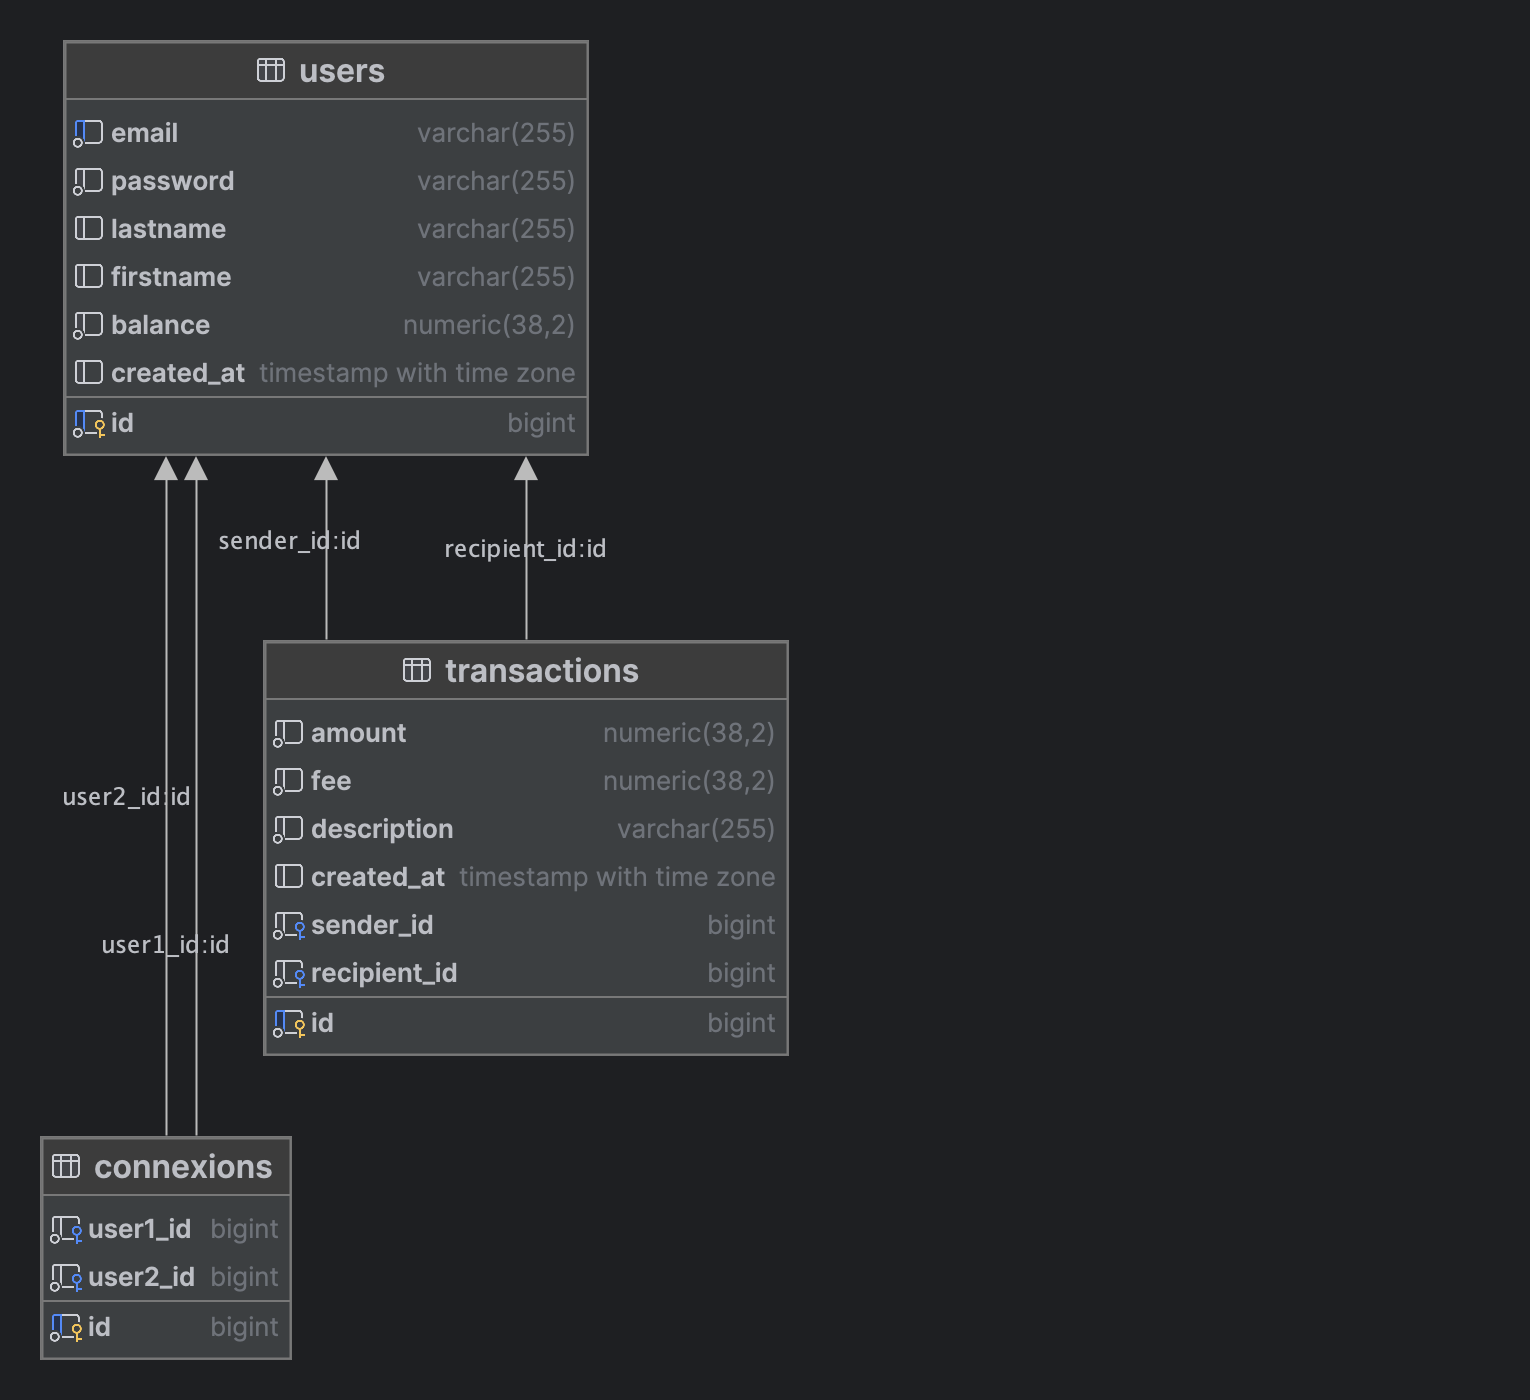 users
email varchar(255)
password varchar(255)
lastname varchar(255)
firstname varchar(255)
balance numeric(38,2)
created_at timestamp with time zone
id bigint
sender_id:id
recipient_id:id
transactions
amount numeric(38,2)
fee numeric(38,2)
description varchar(255)
created_at timestamp with time zone
sender_id bigint
recipient_id bigint
id bigint
user2_id:id
user1_id:id
connexions
user1_id bigint
user2_id bigint
id bigint